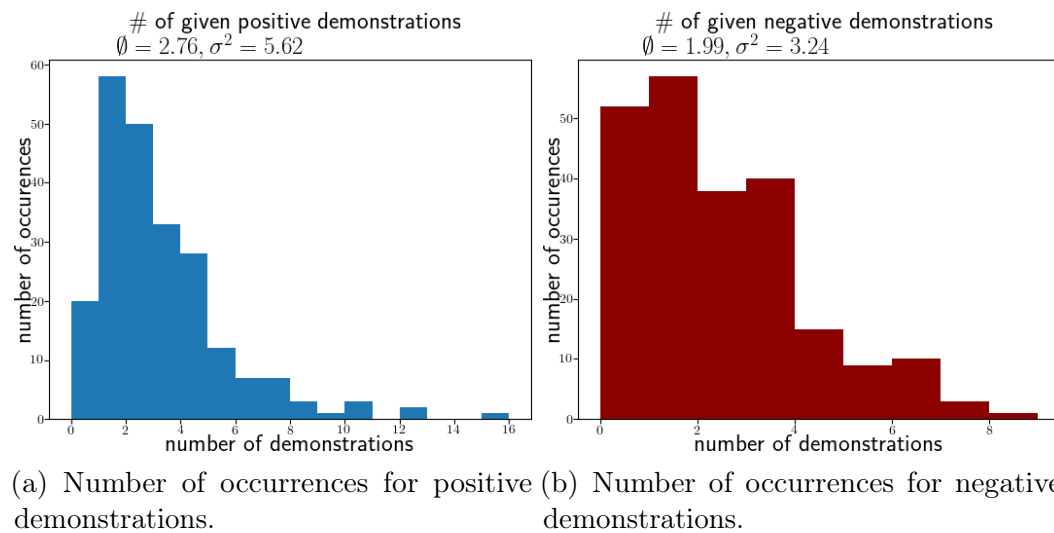 # of given positive demonstrations
∅ = 2.76, σ² = 5.62
number of occurences
60
50
40
30
20
10
0
0 2 4 6 8 10 12 14 16
number of demonstrations
(a) Number of occurrences for positive
demonstrations.
# of given negative demonstrations
∅ = 1.99, σ² = 3.24
number of occurences
50
40
30
20
10
0
0 2 4 6 8
number of demonstrations
(b) Number of occurrences for negative
demonstrations.